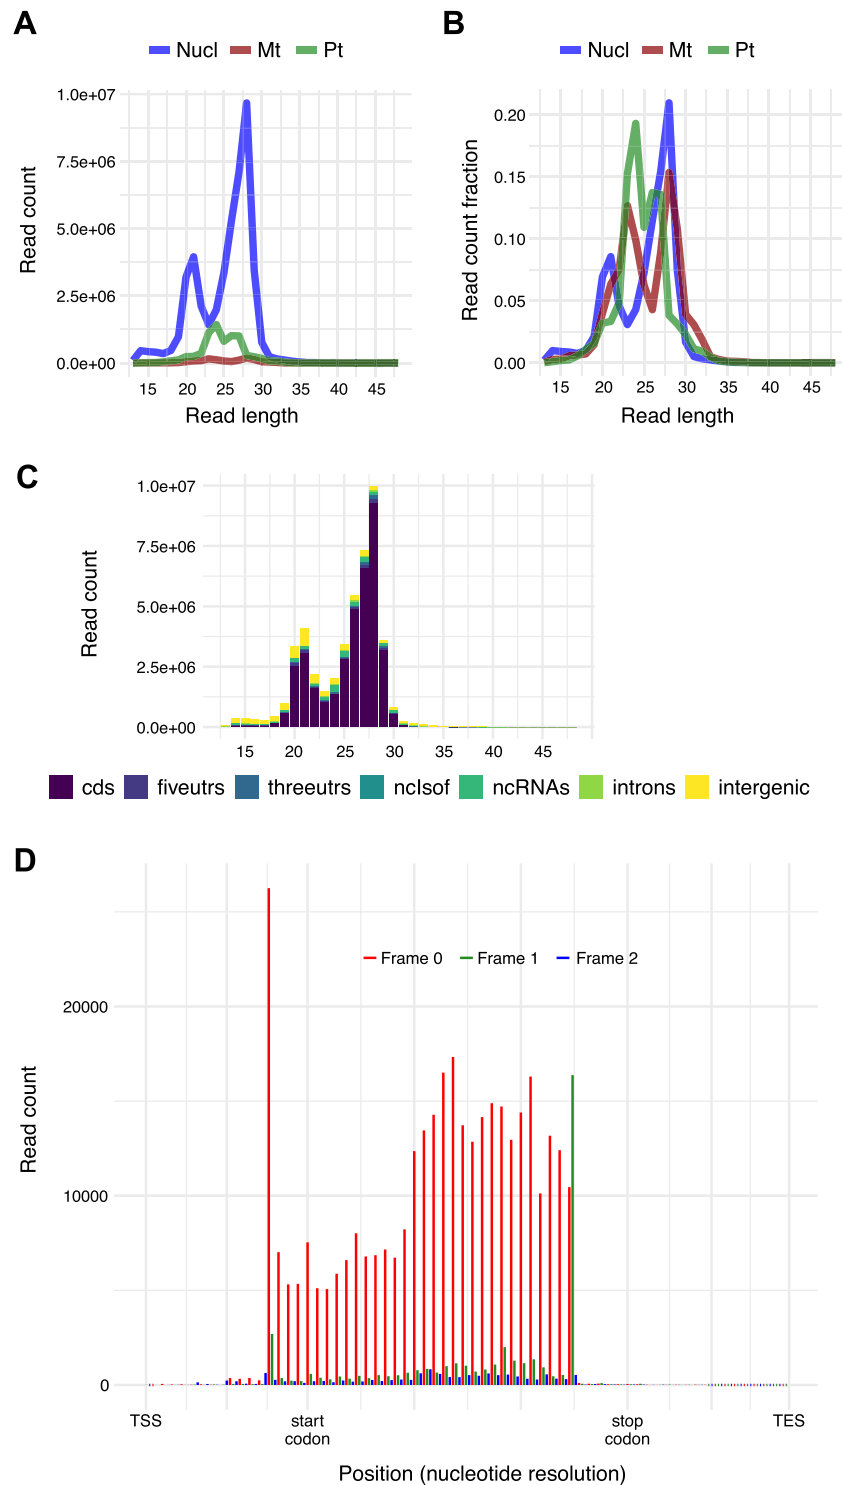 A
Nucl Mt Pt
1.0e+07
7.5e+06
5.0e+06
2.5e+06
0.0e+00
Read count
15 20 25 30 35 40 45
Read length
B
Nucl Mt Pt
0.20
0.15
0.10
0.05
0.00
Read count fraction
15 20 25 30 35 40 45
Read length
C
1.0e+07
7.5e+06
5.0e+06
2.5e+06
0.0e+00
Read count
15 20 25 30 35 40 45
cds fiveutrs threeutrs ncIsof ncRNAs introns intergenic
D
Frame 0 Frame 1 Frame 2
20000
10000
0
Read count
TSS start stop TES
codon codon
Position (nucleotide resolution)